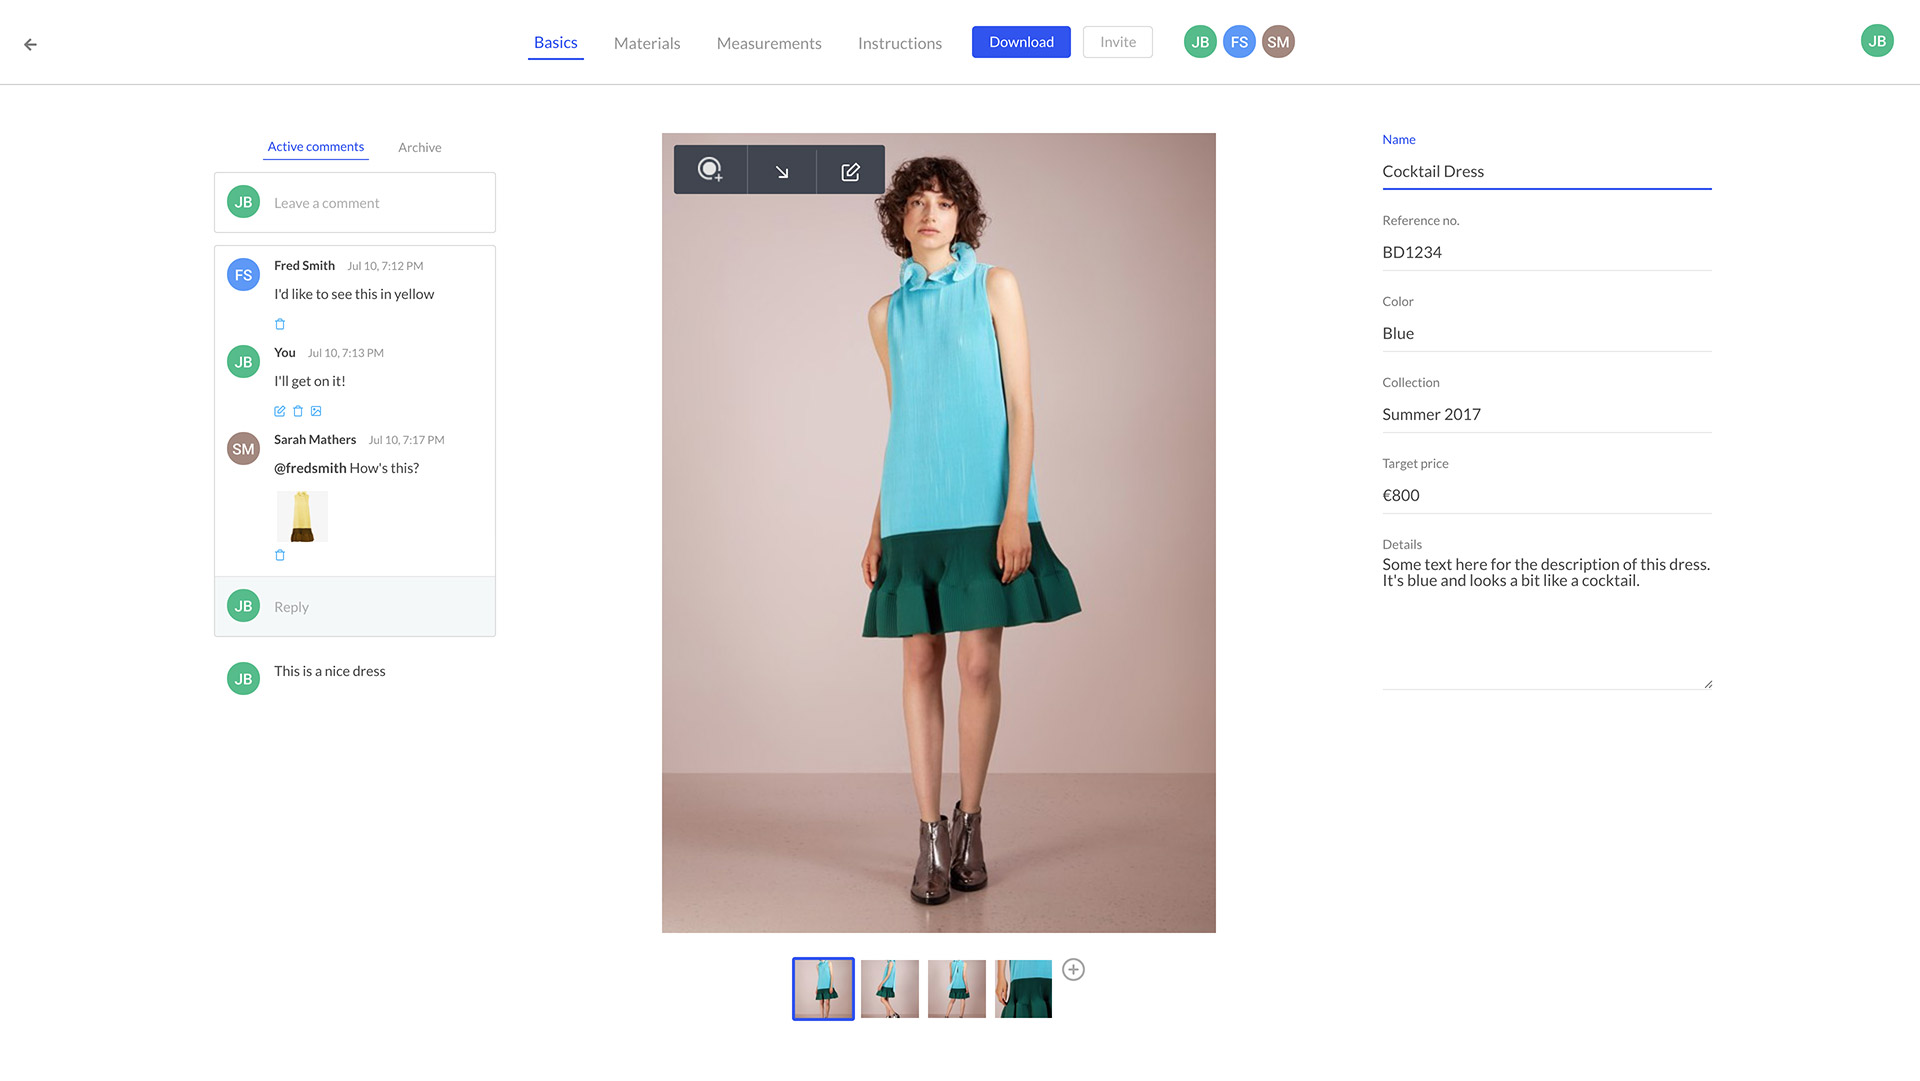 Basics
Materials
Measurements
Instructions
Download
Invite
JB
FS
SM
JB
Active comments
Archive
JB
Leave a comment
FS
Fred Smith Jul 10, 7:12 PM
I'd like to see this in yellow
JB
You Jul 10, 7:13 PM
I'll get on it!
SM
Sarah Mathers Jul 10, 7:17 PM
@fredsmith How's this?
JB
Reply
JB
This is a nice dress
Name
Cocktail Dress
Reference no.
BD1234
Color
Blue
Collection
Summer 2017
Target price
€800
Details
Some text here for the description of this dress.
It's blue and looks a bit like a cocktail.